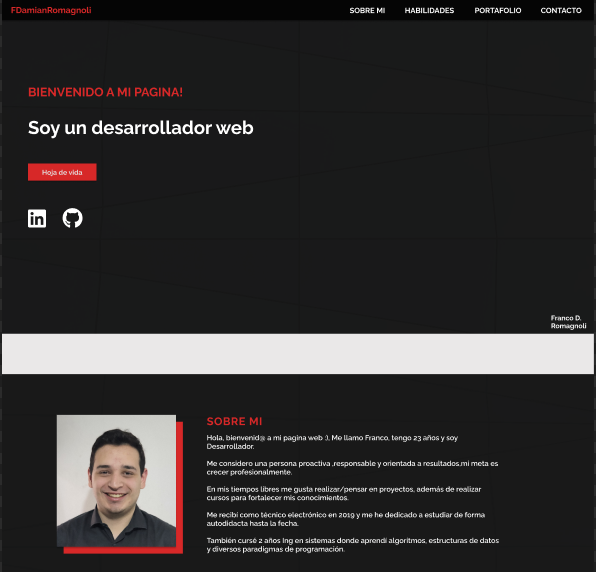 FDamianRomagnoli
SOBRE MI HABILIDADES PORTAFOLIO CONTACTO
BIENVENIDO A MI PAGINA!
Soy un desarrollador web
Hoja de vida
in
Franco D.
Romagnoli
SOBRE MI
Hola, bienvenid@ a mi pagina web :), Me llamo Franco, tengo 23 años y soy
Desarrollador.
Me considero una persona proactiva ,responsable y orientada a resultados,mi meta es
crecer profesionalmente.
En mis tiempos libres me gusta realizar/pensar en proyectos, además de realizar
cursos para fortalecer mis conocimientos.
Me recibí como técnico electrónico en 2019 y me he dedicado a estudiar de forma
autodidacta hasta la fecha.
También cursé 2 años Ing en sistemas donde aprendí algoritmos, estructuras de datos
y diversos paradigmas de programación.